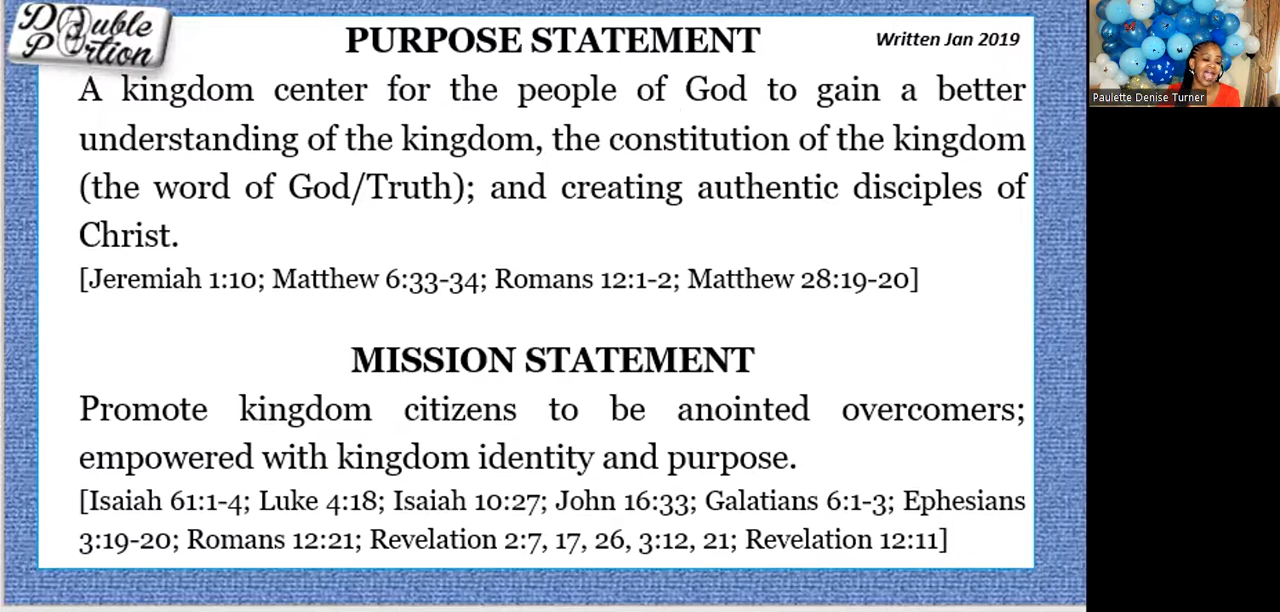 Double
Portion
PURPOSE STATEMENT
Written Jan 2019
A kingdom center for the people of God to gain a better
understanding of the kingdom, the constitution of the kingdom
(the word of God/Truth); and creating authentic disciples of
Christ.
[Jeremiah 1:10; Matthew 6:33-34; Romans 12:1-2; Matthew 28:19-20]
MISSION STATEMENT
Promote kingdom citizens to be anointed overcomers;
empowered with kingdom identity and purpose.
[Isaiah 61:1-4; Luke 4:18; Isaiah 10:27; John 16:33; Galatians 6:1-3; Ephesians
3:19-20; Romans 12:21; Revelation 2:7, 17, 26, 3:12, 21; Revelation 12:11]
Paulette Denise Turner